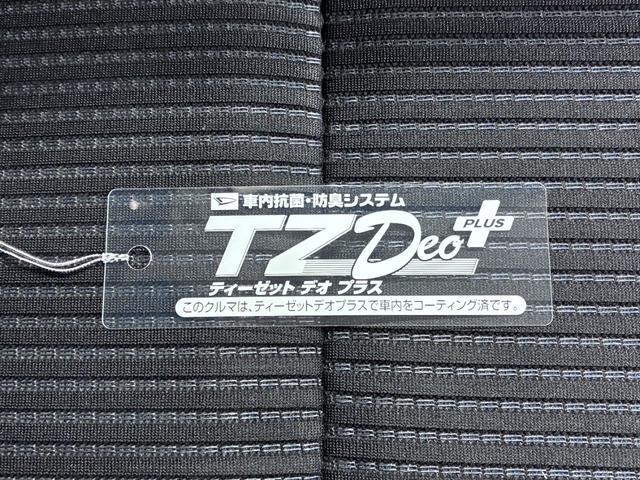 車内抗菌・防臭システム
TZ Deo PLUS
ティーゼット デオ プラス
このクルマは、ティーゼットデオプラスで車内をコーティング済です。